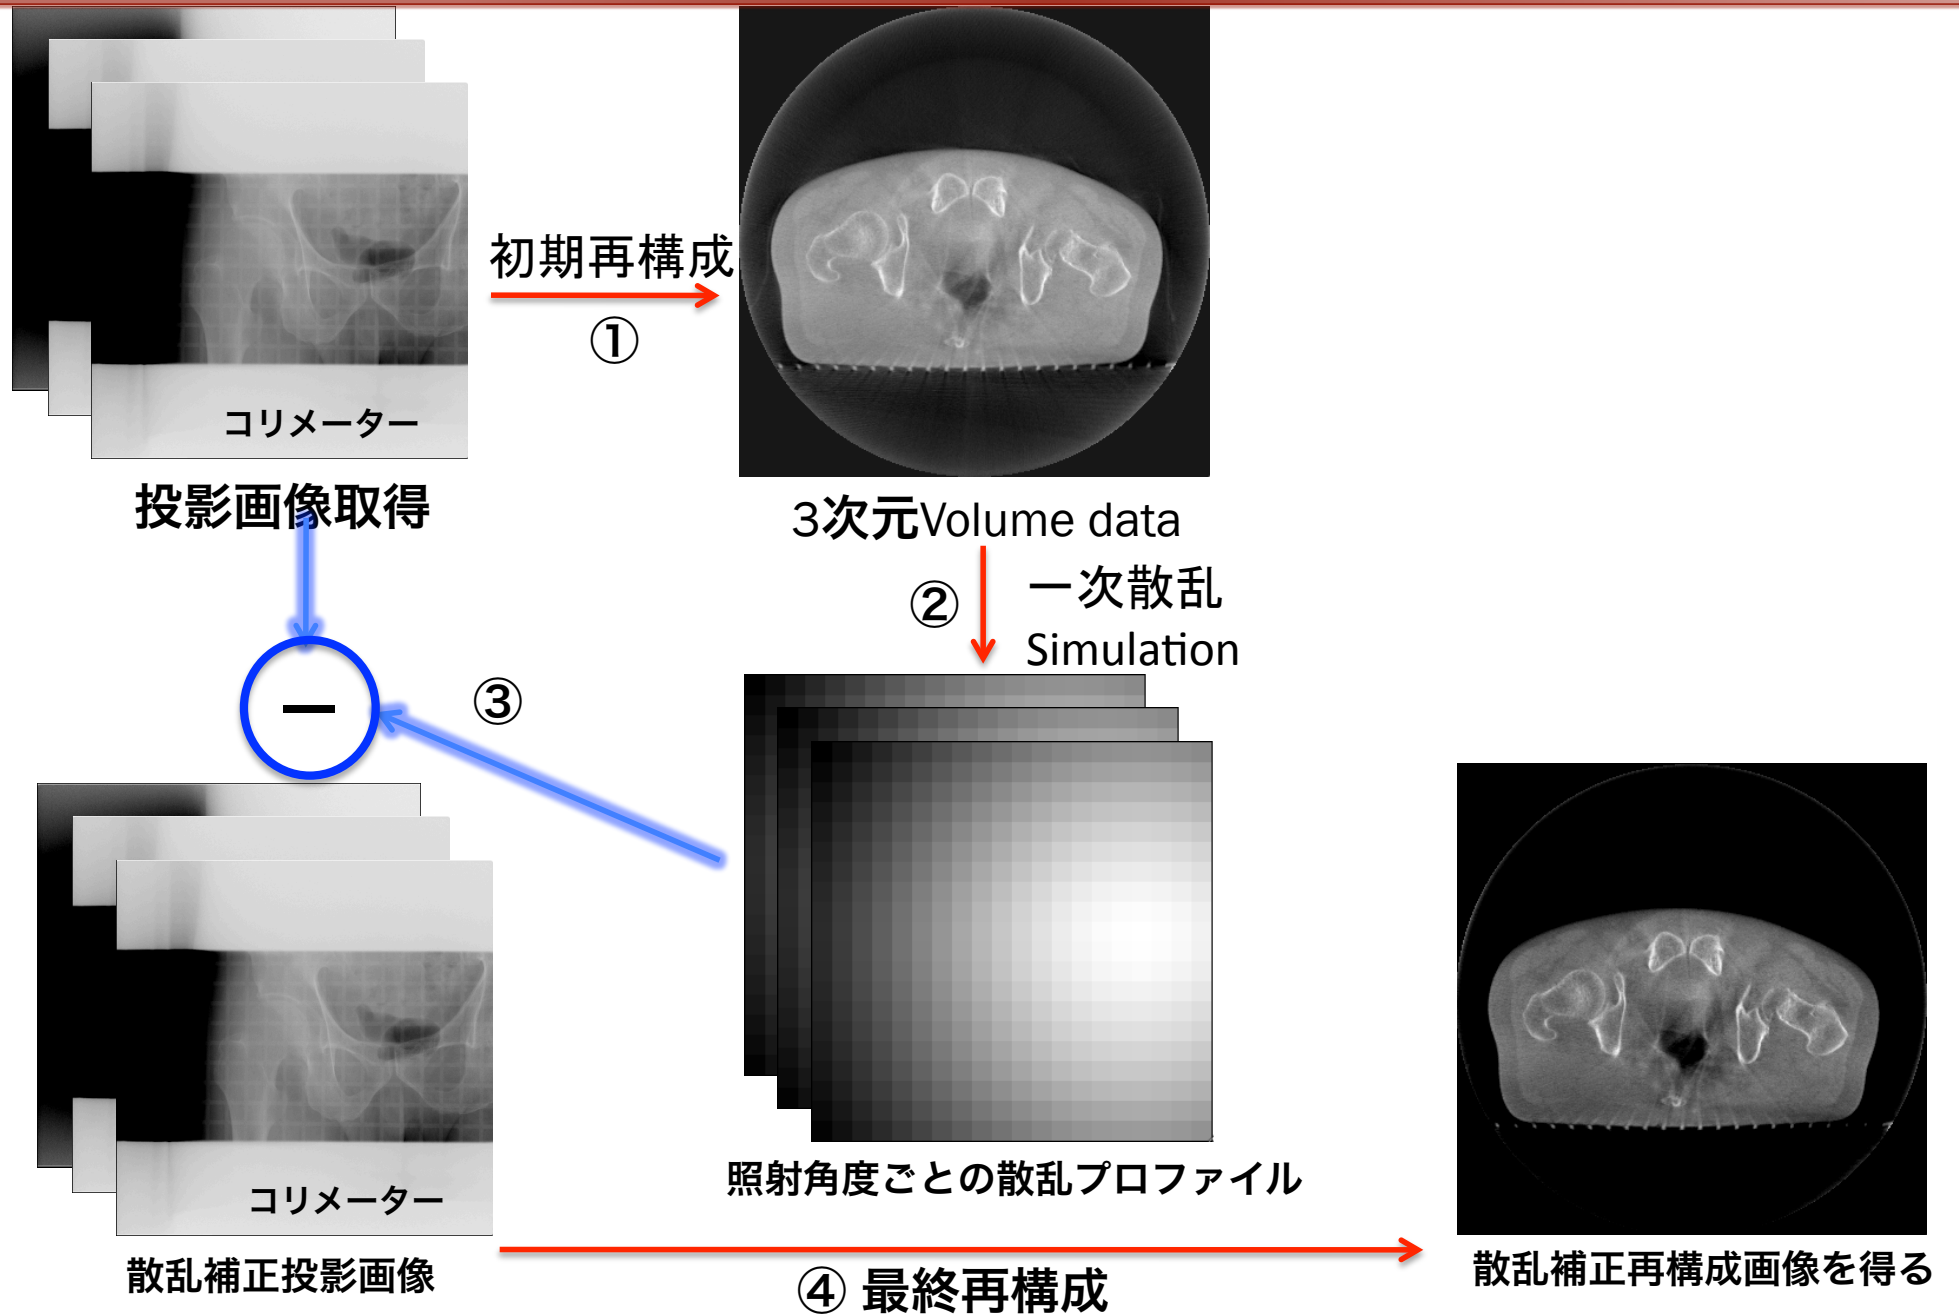 コリメーター
投影画像取得
初期再構成
①
3次元Volume data
②
一次散乱
Simulation
③
—
照射角度ごとの散乱プロファイル
コリメーター
散乱補正投影画像
④ 最終再構成
散乱補正再構成画像を得る